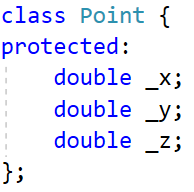 class Point {
protected:
    double _x;
    double _y;
    double _z;
};